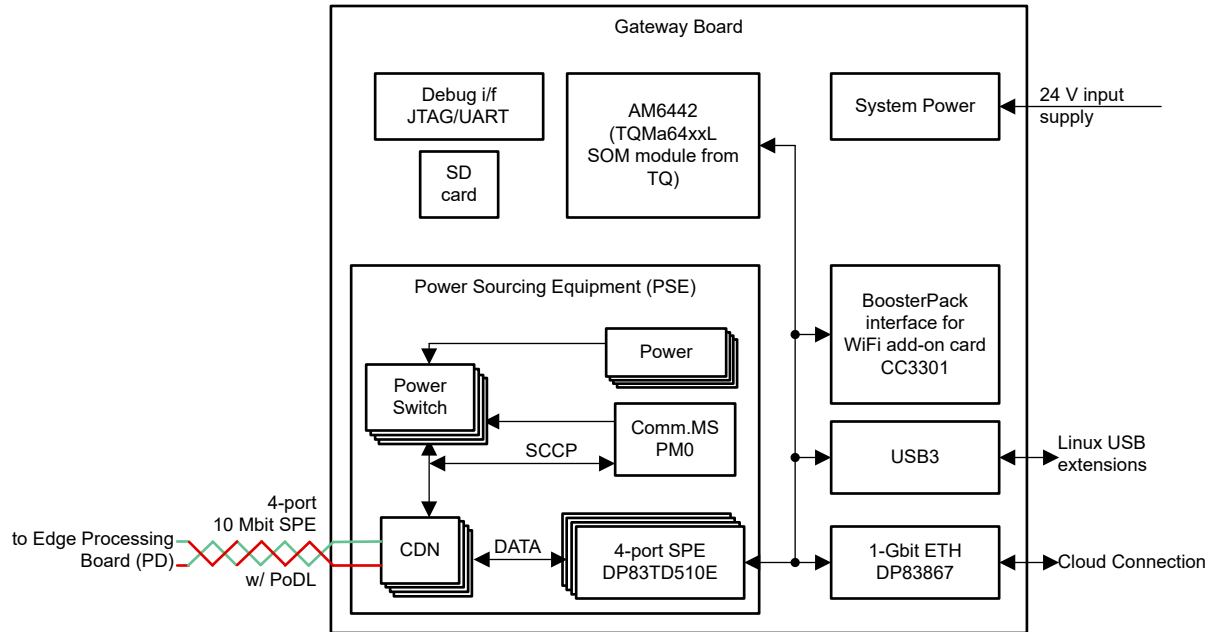 Gateway Board
Debug i/f
JTAG/UART
SD
card
AM6442
(TQMa64xxL
SOM module from
TQ)
System Power
24 V input
supply
Power Sourcing Equipment (PSE)
Power
Power
Switch
Comm.MS
PM0
SCCP
BoosterPack
interface for
WiFi add-on card
CC3301
USB3
Linux USB
extensions
4-port
10 Mbit SPE
to Edge Processing
Board (PD)
w/ PoDL
CDN
DATA
4-port SPE
DP83TD510E
1-Gbit ETH
DP83867
Cloud Connection